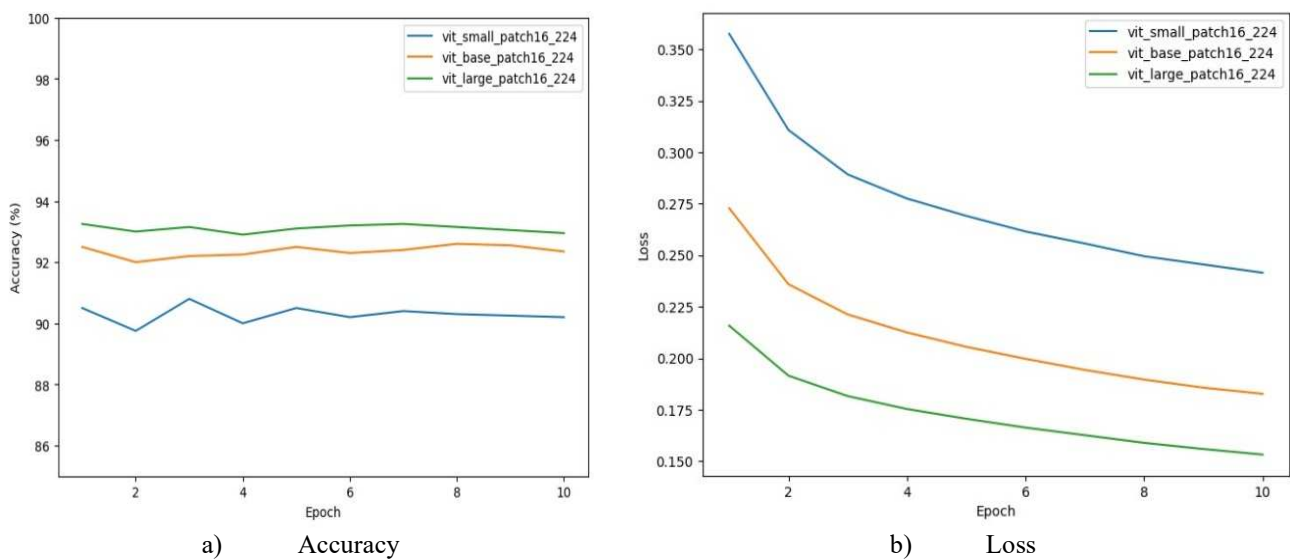 100
98
96
94
92
90
88
86
Accuracy (%)
2
4
6
8
10
Epoch
vit_small_patch16_224
vit_base_patch16_224
vit_large_patch16_224
a) Accuracy
0.350
0.325
0.300
0.275
0.250
0.225
0.200
0.175
0.150
Loss
2
4
6
8
10
Epoch
vit_small_patch16_224
vit_base_patch16_224
vit_large_patch16_224
b) Loss